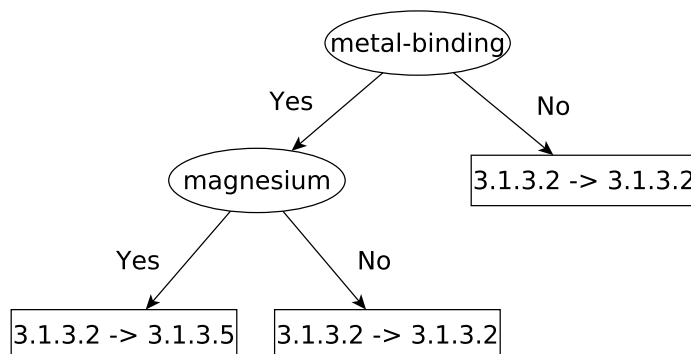 metal-binding
Yes
No
magnesium
3.1.3.2 -> 3.1.3.2
Yes
No
3.1.3.2 -> 3.1.3.5
3.1.3.2 -> 3.1.3.2